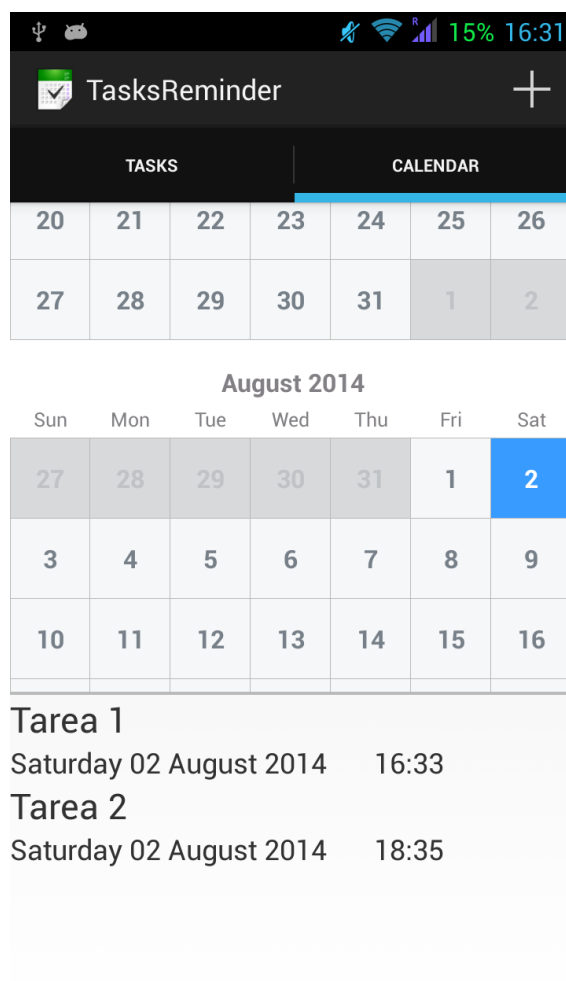 R 15% 16:31
TasksReminder
TASKS CALENDAR
20 21 22 23 24 25 26
27 28 29 30 31 1 2
August 2014
Sun Mon Tue Wed Thu Fri Sat
27 28 29 30 31 1 2
3 4 5 6 7 8 9
10 11 12 13 14 15 16
Tarea 1
Saturday 02 August 2014 16:33
Tarea 2
Saturday 02 August 2014 18:35